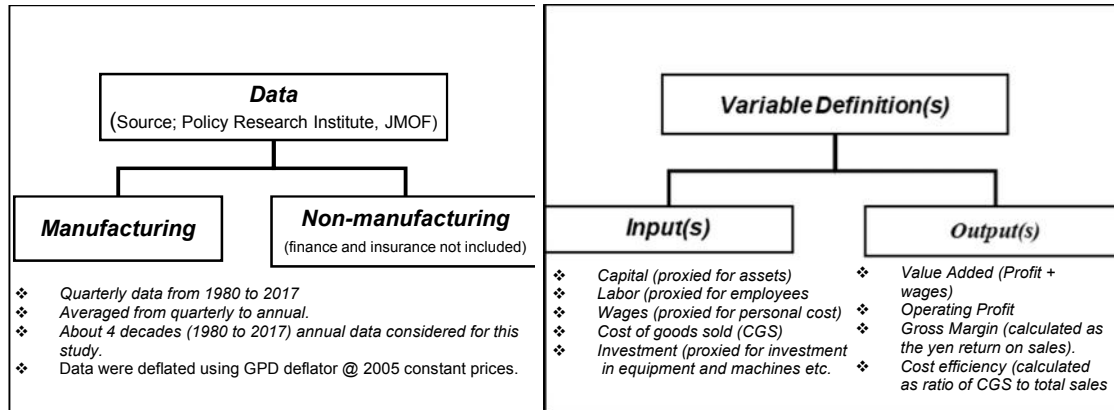 Data
(Source; Policy Research Institute, JMOF)
Manufacturing
Non-manufacturing
(finance and insurance not included)
❖ Quarterly data from 1980 to 2017
❖ Averaged from quarterly to annual.
❖ About 4 decades (1980 to 2017) annual data considered for this
study.
❖ Data were deflated using GPD deflator @ 2005 constant prices.
Variable Definition(s)
Input(s)
❖ Capital (proxied for assets)
❖ Labor (proxied for employees
❖ Wages (proxied for personal cost)
❖ Cost of goods sold (CGS)
❖ Investment (proxied for investment
in equipment and machines etc.
Output(s)
❖ Value Added (Profit +
wages)
❖ Operating Profit
❖ Gross Margin (calculated as
the yen return on sales).
❖ Cost efficiency (calculated
as ratio of CGS to total sales